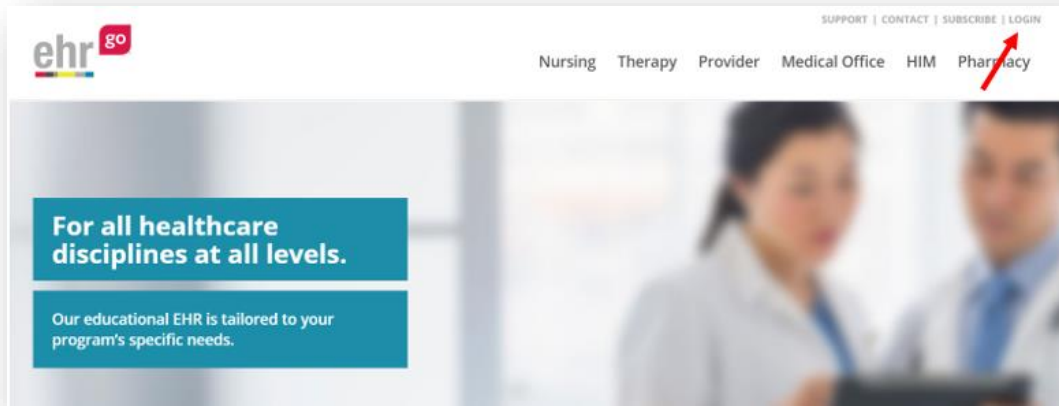 SUPPORT | CONTACT | SUBSCRIBE | LOGIN
ehr go
Nursing Therapy Provider Medical Office HIM Pharmacy
For all healthcare
disciplines at all levels.
Our educational EHR is tailored to your
program's specific needs.